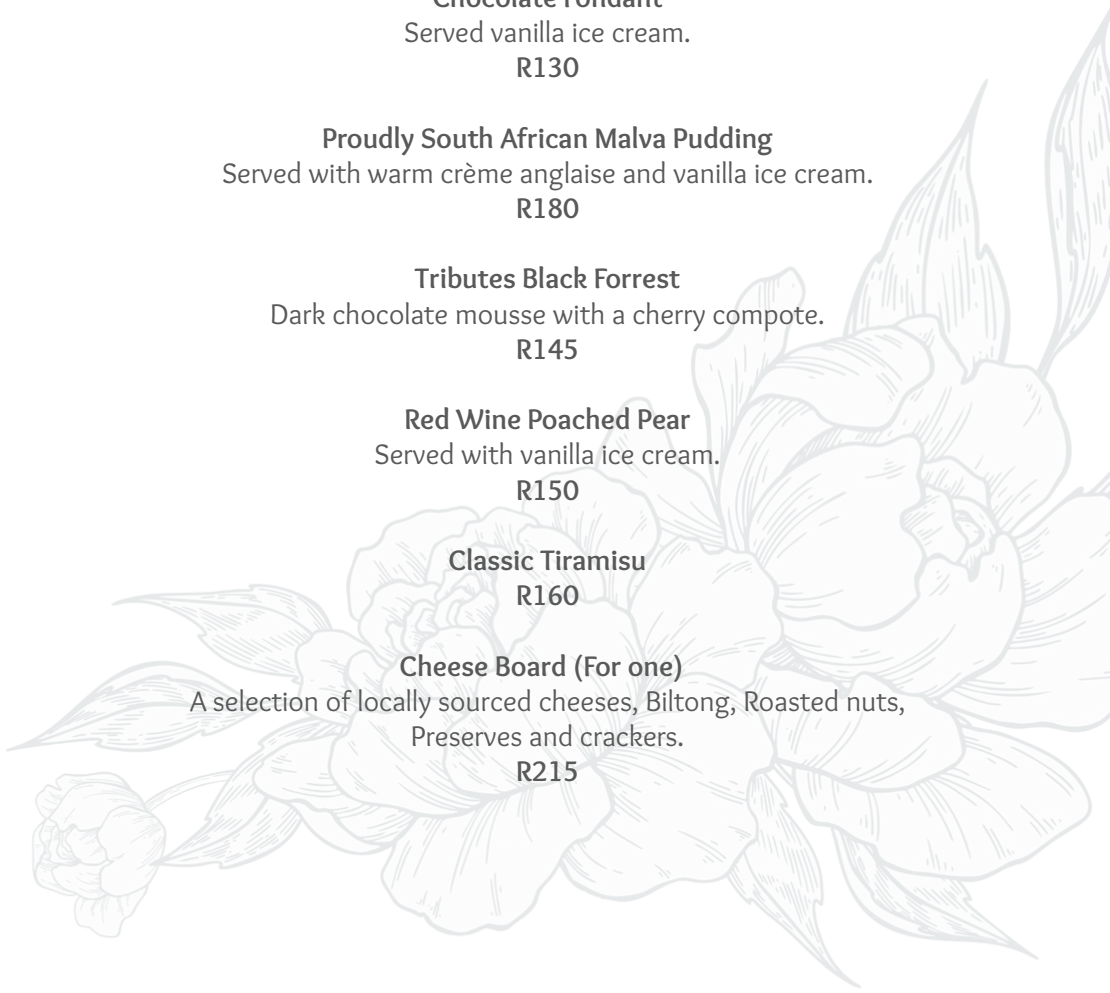 Chocolate Fondant
Served vanilla ice cream.
R130
Proudly South African Malva Pudding
Served with warm crème anglaise and vanilla ice cream.
R180
Tributes Black Forrest
Dark chocolate mousse with a cherry compote.
R145
Red Wine Poached Pear
Served with vanilla ice cream.
R150
Classic Tiramisu
R160
Cheese Board (For one)
A selection of locally sourced cheeses, Biltong, Roasted nuts,
Preserves and crackers.
R215